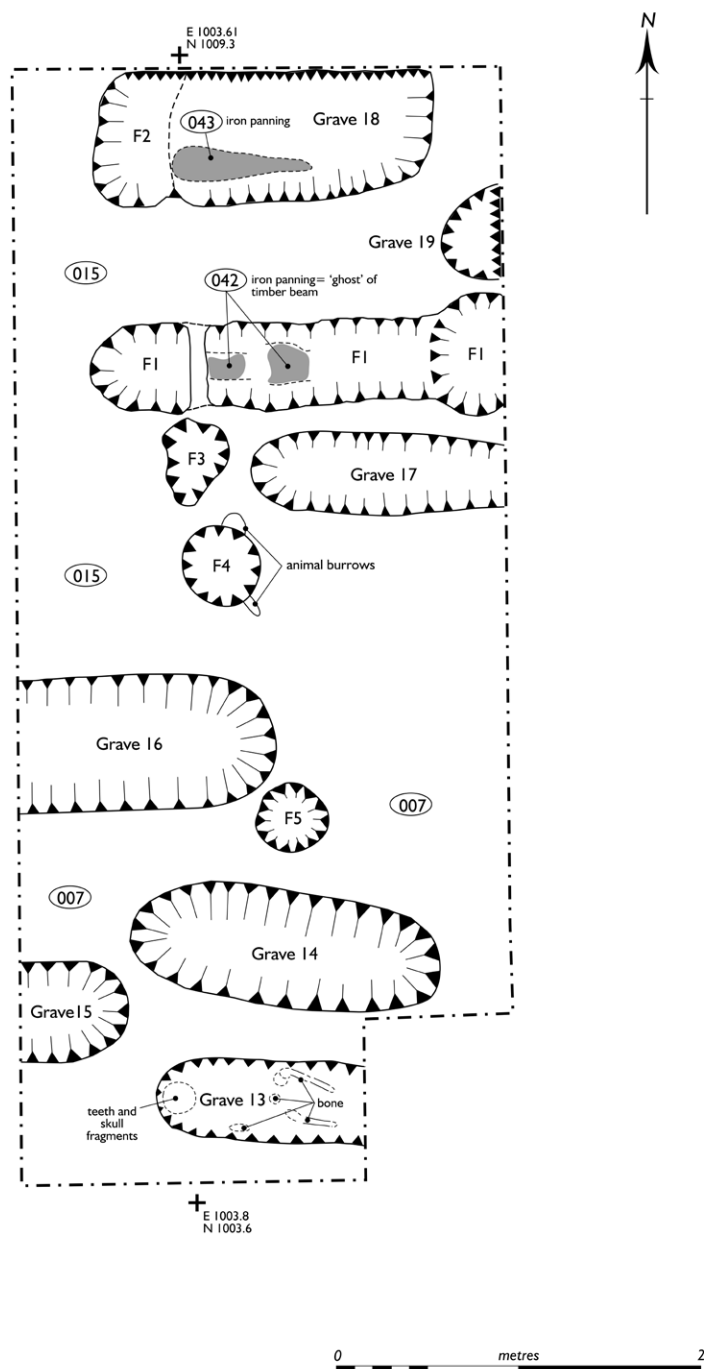 E 1003.61
N 1009.3
N
F2
043 iron panning
Grave 18
Grave 19
015
042 iron panning= 'ghost' of
timber beam
F1
F1
F1
F3
Grave 17
F4
animal burrows
015
Grave 16
F5
007
007
Grave 14
Grave15
Grave 13
bone
teeth and
skull
fragments
E 1003.8
N 1003.6
0 metres 2